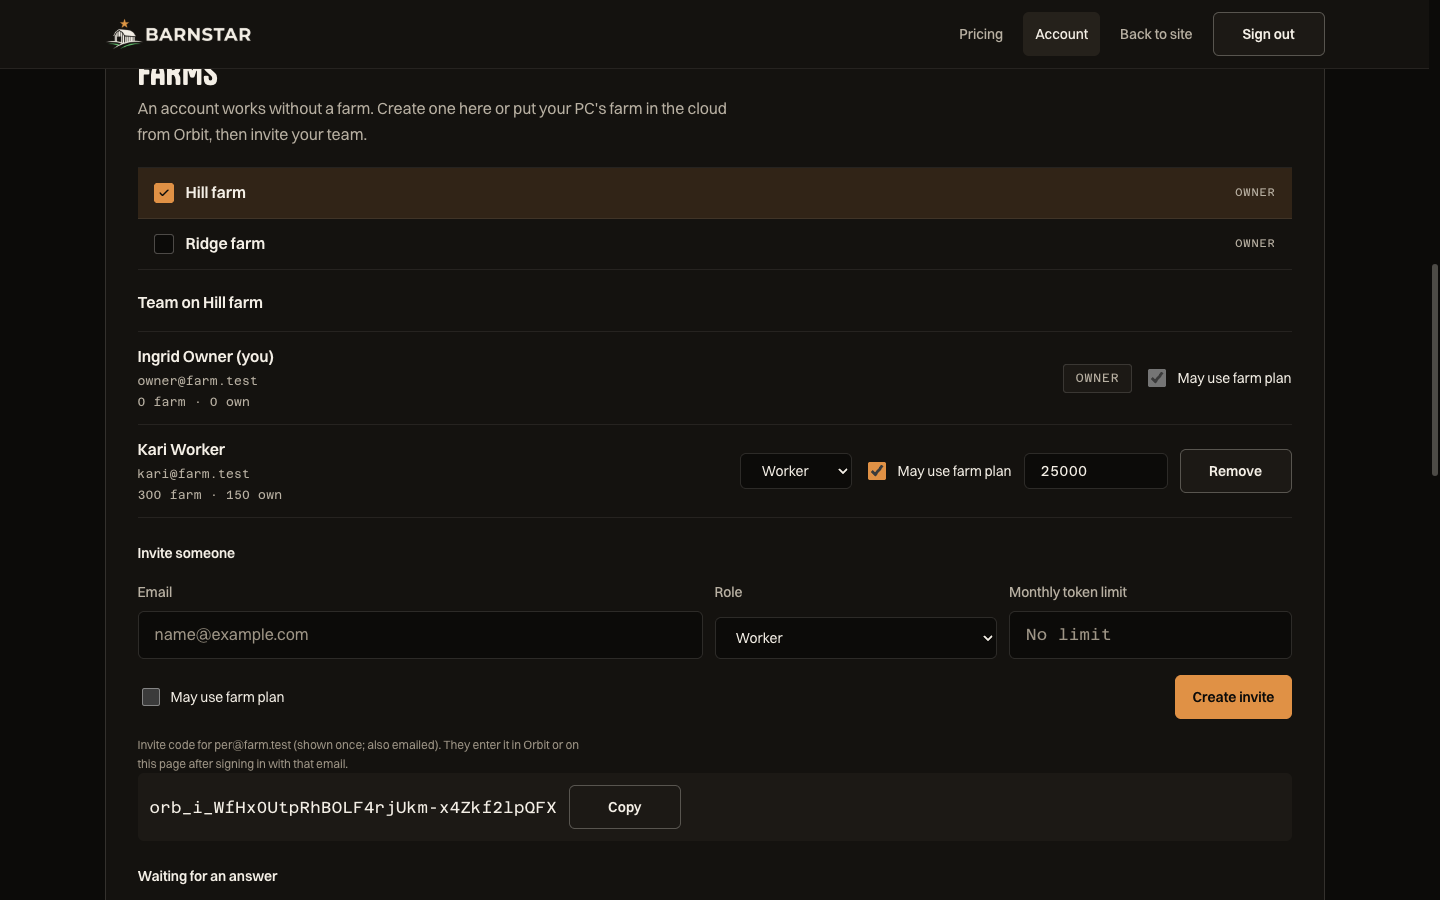 BARNSTAR
Pricing
Account
Back to site
Sign out
FARMS
An account works without a farm. Create one here or put your PC's farm in the cloud
from Orbit, then invite your team.
Hill farm
OWNER
Ridge farm
OWNER
Team on Hill farm
Ingrid Owner (you)
owner@farm.test
0 farm · 0 own
OWNER
May use farm plan
Kari Worker
kari@farm.test
300 farm · 150 own
Worker
May use farm plan
25000
Remove
Invite someone
Email
Role
Monthly token limit
name@example.com
Worker
No limit
May use farm plan
Create invite
Invite code for per@farm.test (shown once; also emailed). They enter it in Orbit or on
this page after signing in with that email.
orb_i_WfHxOUtpRhBOLF4rjUkm-x4Zkf2lpQFX
Copy
Waiting for an answer